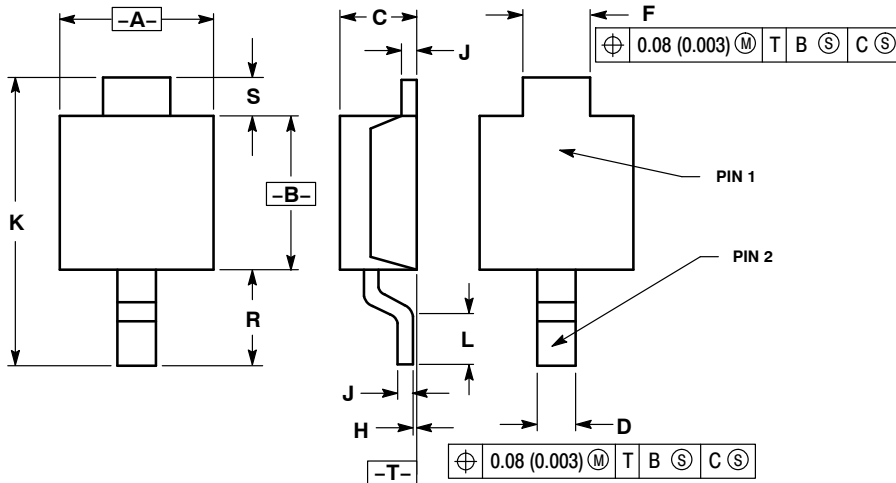 –A–
C
F
⌖ 0.08 (0.003) Ⓜ T B Ⓢ C Ⓢ
J
S
–B–
K
PIN 1
PIN 2
R
L
J
H
D
⌖ 0.08 (0.003) Ⓜ T B Ⓢ C Ⓢ
–T–